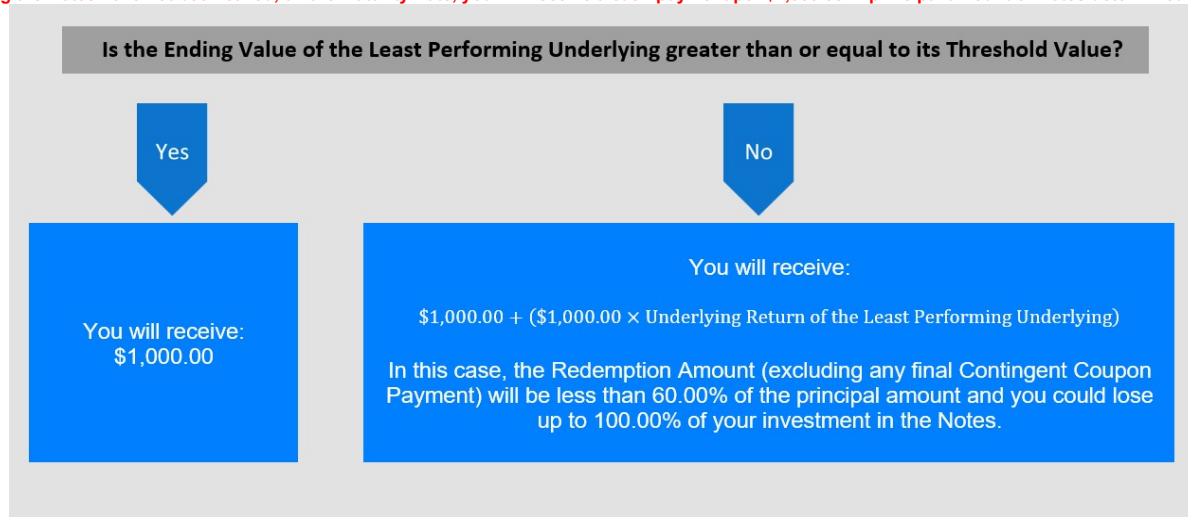 Is the Ending Value of the Least Performing Underlying greater than or equal to its Threshold Value?
Yes
No
You will receive:
$1,000.00
You will receive:
$1,000.00 + ($1,000.00 × Underlying Return of the Least Performing Underlying)
In this case, the Redemption Amount (excluding any final Contingent Coupon
Payment) will be less than 60.00% of the principal amount and you could lose
up to 100.00% of your investment in the Notes.